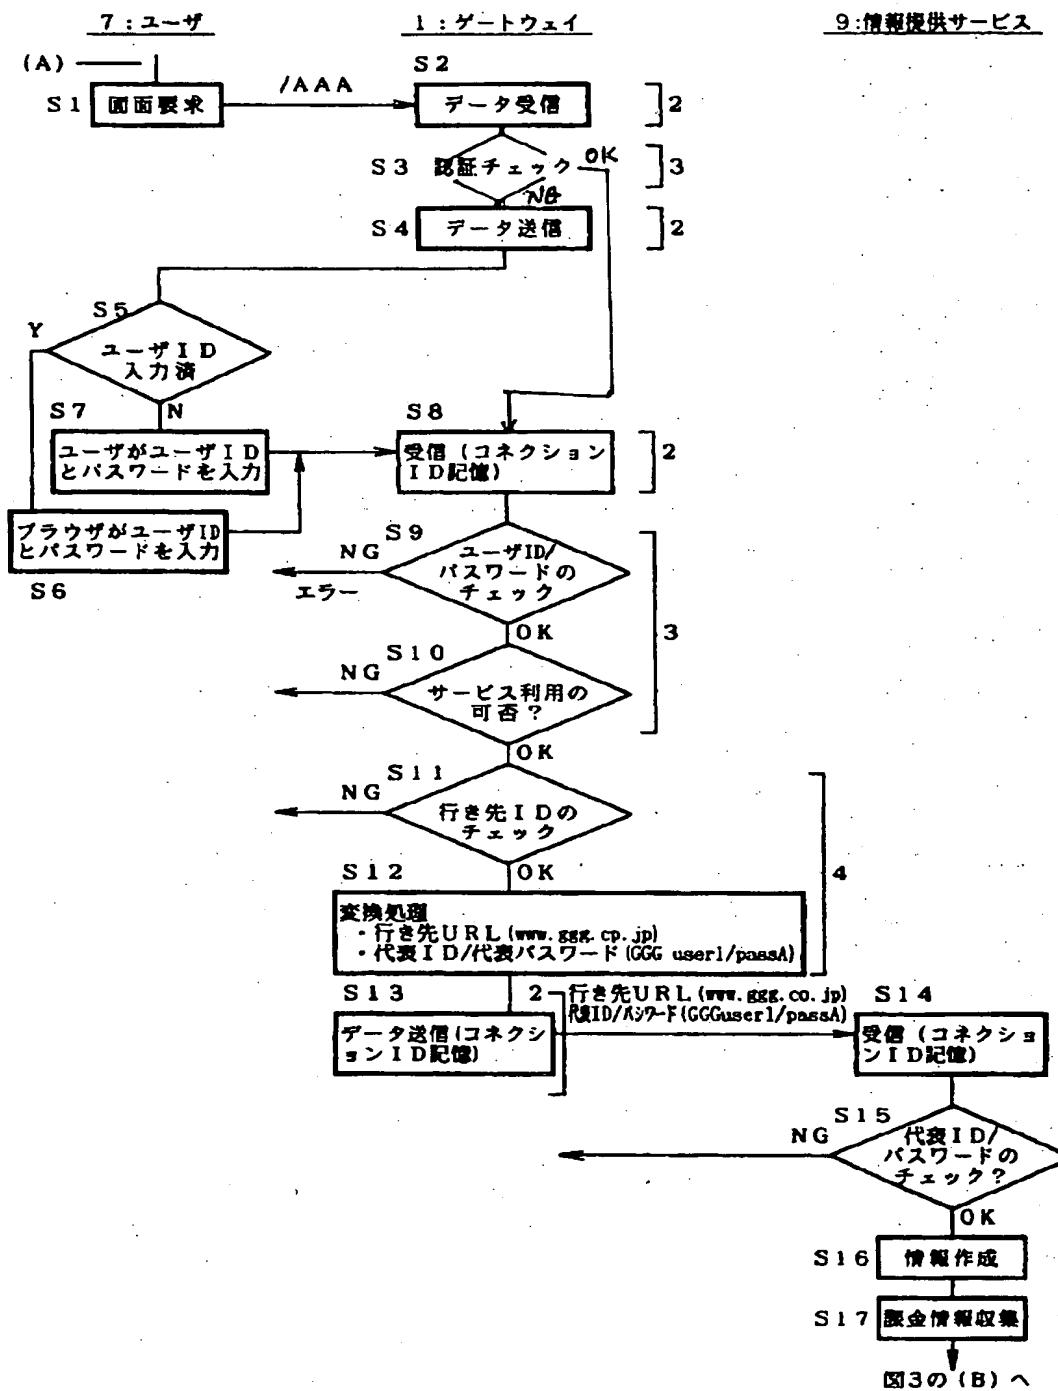 7:ユーザ
1:ゲートウェイ
9:情報提供サービス
(A)
S1
画面要求
/AAA
S2
データ受信
2
S3
認証チェック
OK
3
NG
S4
データ送信
2
S5
Y
ユーザID
入力済
N
S7
ユーザがユーザID
とパスワードを入力
S8
受信(コネクション
ID記憶)
2
ブラウザがユーザID
とパスワードを入力
S6
S9
NG
エラー
ユーザID/
パスワードの
チェック
OK
3
S10
NG
サービス利用の
可否?
OK
S11
NG
行き先IDの
チェック
OK
4
S12
変換処理
・行き先URL(www.ggg.cp.jp)
・代表ID/代表パスワード(GGG user1/passA)
S13
2
行き先URL(www.ggg.co.jp)
代表ID/パスワード(GGGuser1/passA)
S14
データ送信(コネクシ
ョンID記憶)
受信(コネクショ
ンID記憶)
S15
NG
代表ID/
パスワードの
チェック?
OK
S16
情報作成
S17
課金情報収集
図3の(B)へ